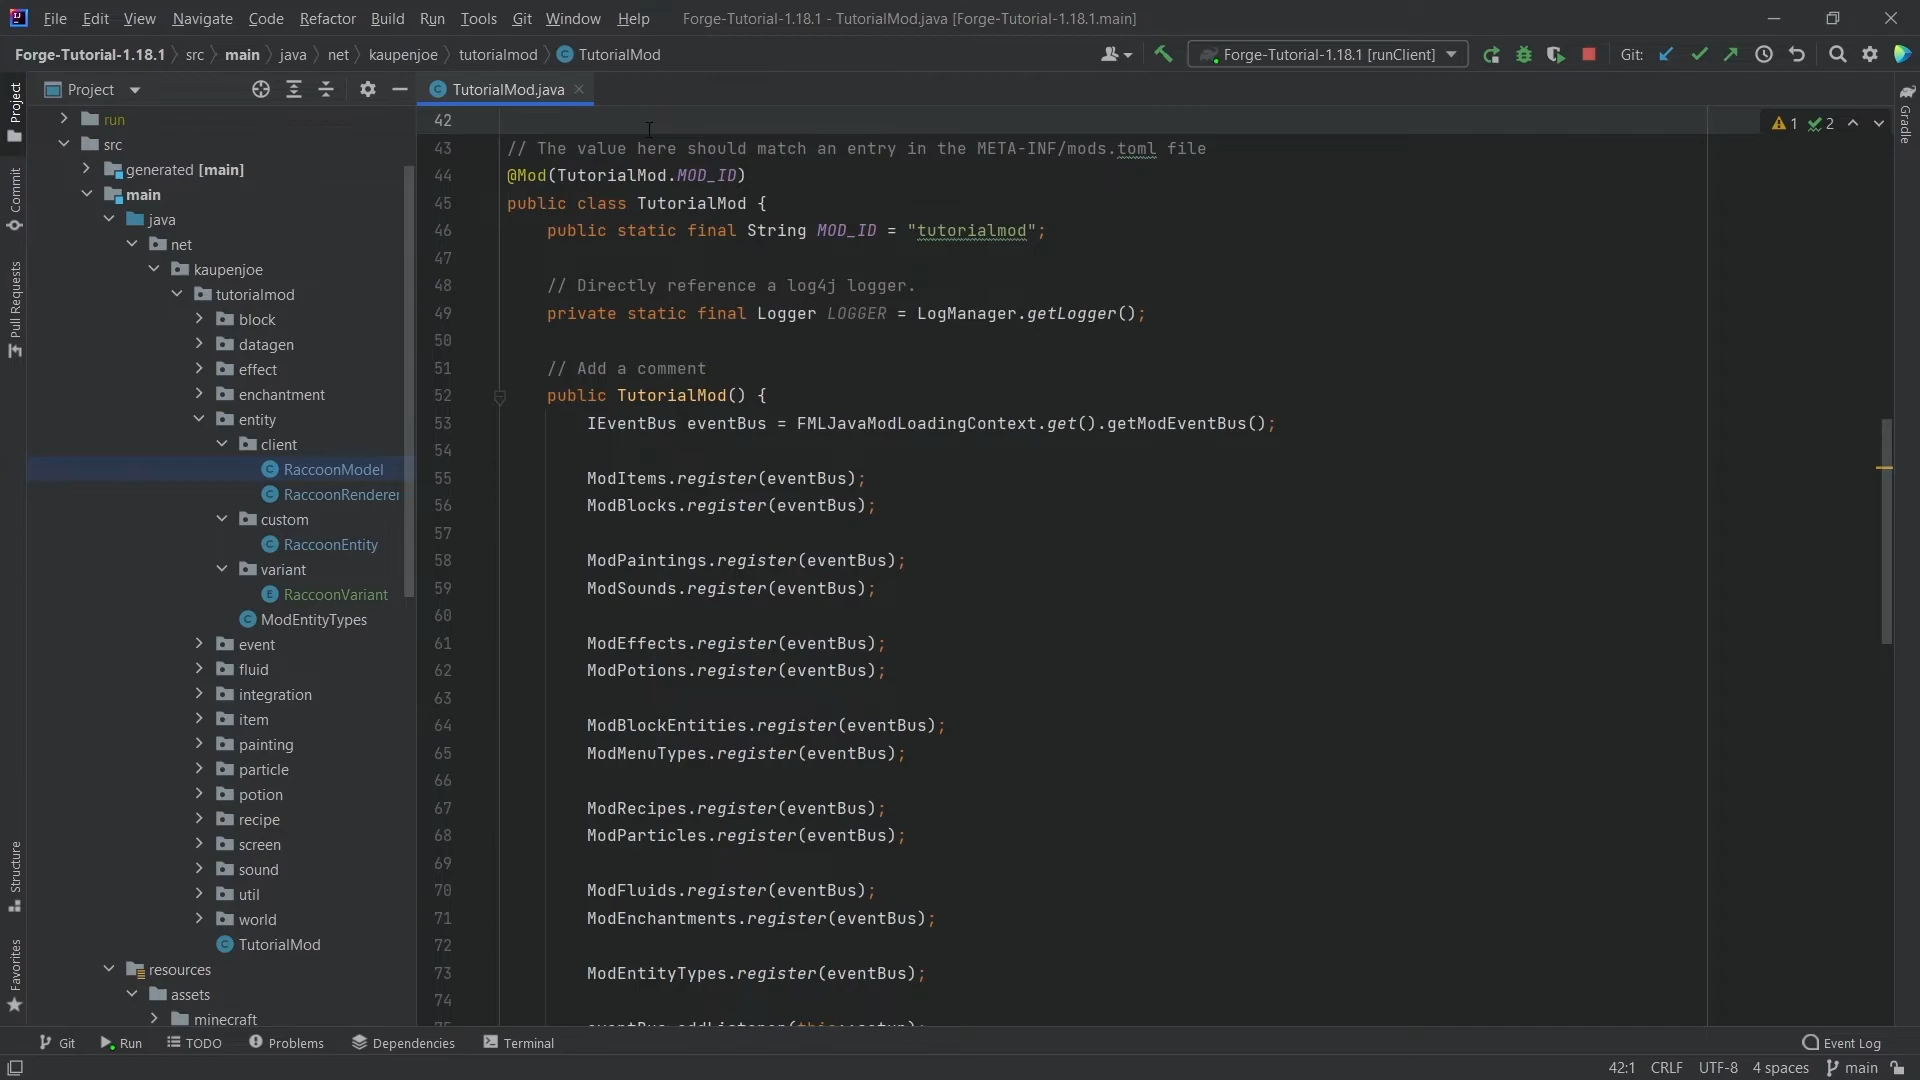 File Edit View Navigate Code Refactor Build Run Tools Git Window Help Forge-Tutorial-1.18.1 - TutorialMod.java [Forge-Tutorial-1.18.1.main]
Forge-Tutorial-1.18.1 src main java net kaupenjoe tutorialmod TutorialMod Forge-Tutorial-1.18.1 [runClient] Git:
Project
Commit
Pull Requests
Structure
Favorites
Project
run
src
generated [main]
main
java
net
kaupenjoe
tutorialmod
block
datagen
effect
enchantment
entity
client
RaccoonModel
RaccoonRenderer
custom
RaccoonEntity
variant
RaccoonVariant
ModEntityTypes
event
fluid
integration
item
painting
particle
potion
recipe
screen
sound
util
world
TutorialMod
resources
assets
minecraft
TutorialMod.java
1 2
42
43 // The value here should match an entry in the META-INF/mods.toml file
44 @Mod(TutorialMod.MOD_ID)
45 public class TutorialMod {
46 public static final String MOD_ID = "tutorialmod";
47
48 // Directly reference a log4j logger.
49 private static final Logger LOGGER = LogManager.getLogger();
50
51 // Add a comment
52 public TutorialMod() {
53 IEventBus eventBus = FMLJavaModLoadingContext.get().getModEventBus();
54
55 ModItems.register(eventBus);
56 ModBlocks.register(eventBus);
57
58 ModPaintings.register(eventBus);
59 ModSounds.register(eventBus);
60
61 ModEffects.register(eventBus);
62 ModPotions.register(eventBus);
63
64 ModBlockEntities.register(eventBus);
65 ModMenuTypes.register(eventBus);
66
67 ModRecipes.register(eventBus);
68 ModParticles.register(eventBus);
69
70 ModFluids.register(eventBus);
71 ModEnchantments.register(eventBus);
72
73 ModEntityTypes.register(eventBus);
74
75 eventBus.addListener(this::setup);
Gradle
Git Run TODO Problems Dependencies Terminal Event Log
42:1 CRLF UTF-8 4 spaces main